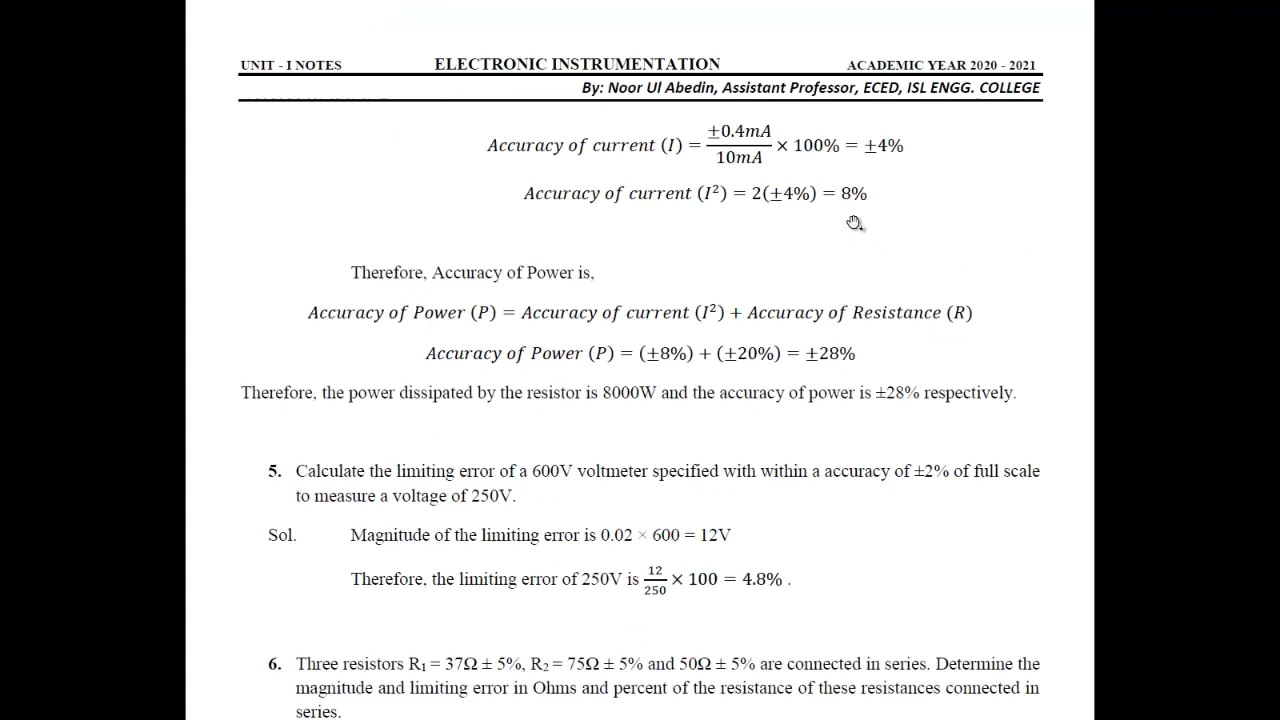 UNIT - I NOTES ELECTRONIC INSTRUMENTATION ACADEMIC YEAR 2020 - 2021
By: Noor Ul Abedin, Assistant Professor, ECED, ISL ENGG. COLLEGE
Accuracy of current (I) = ±0.4mA / 10mA × 100% = ±4%
Accuracy of current (I²) = 2(±4%) = 8%
Therefore, Accuracy of Power is,
Accuracy of Power (P) = Accuracy of current (I²) + Accuracy of Resistance (R)
Accuracy of Power (P) = (±8%) + (±20%) = ±28%
Therefore, the power dissipated by the resistor is 8000W and the accuracy of power is ±28% respectively.
5. Calculate the limiting error of a 600V voltmeter specified with within a accuracy of ±2% of full scale
to measure a voltage of 250V.
Sol. Magnitude of the limiting error is 0.02 × 600 = 12V
Therefore, the limiting error of 250V is 12/250 × 100 = 4.8% .
6. Three resistors R₁ = 37Ω ± 5%, R₂ = 75Ω ± 5% and 50Ω ± 5% are connected in series. Determine the
magnitude and limiting error in Ohms and percent of the resistance of these resistances connected in
series.